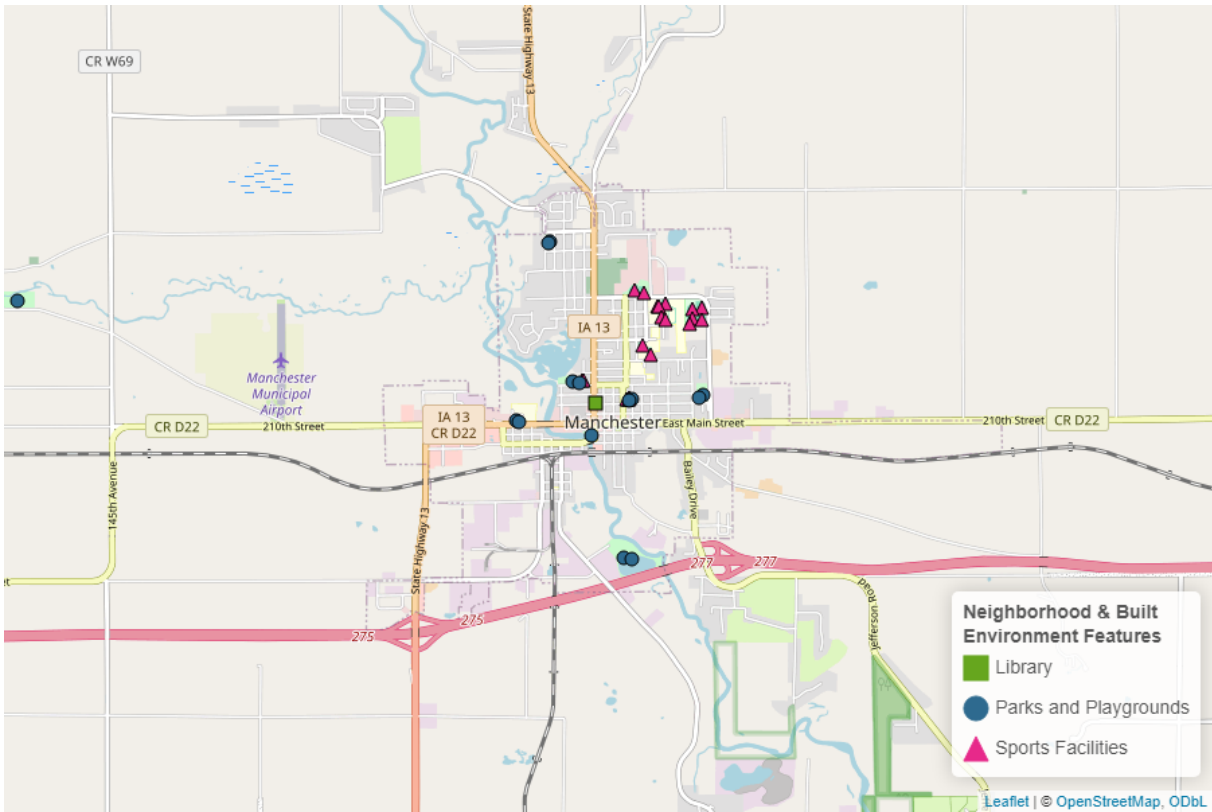 CR W69
State Highway 13
IA 13
Manchester
Municipal
Airport
IA 13
CR D22
CR D22
210th Street
Manchester
East Main Street
210th Street
CR D22
145th Avenue
Bailey Drive
State Highway 13
277
277
275
275
Jefferson Road
Neighborhood & Built
Environment Features
Library
Parks and Playgrounds
Sports Facilities
Leaflet | © OpenStreetMap, ODbL